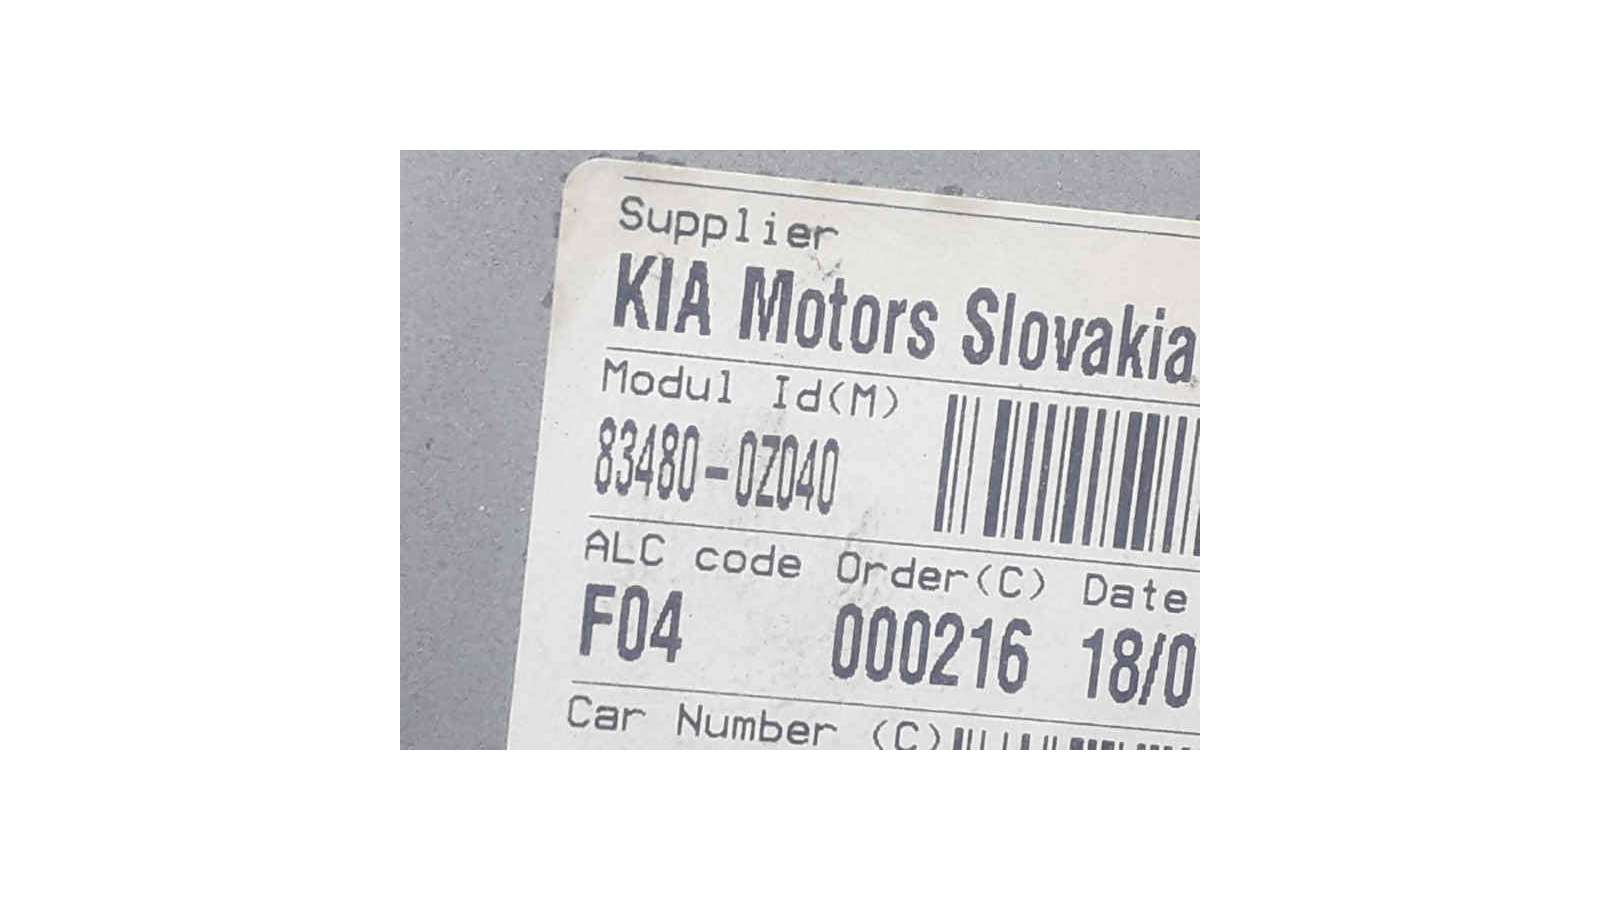 Supplier
KIA Motors Slovakia
Modul Id(M)
83480-0Z040
ALC code Order(C) Date
F04 000216 18/0
Car Number (C)